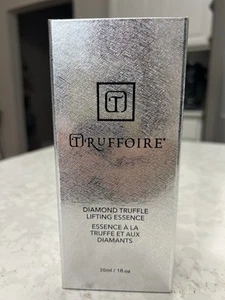 T
TRUFFOIRE®
DIAMOND TRUFFLE
LIFTING ESSENCE
ESSENCE À LA
TRUFFE ET AUX
DIAMANTS
30ml / 1fl.oz